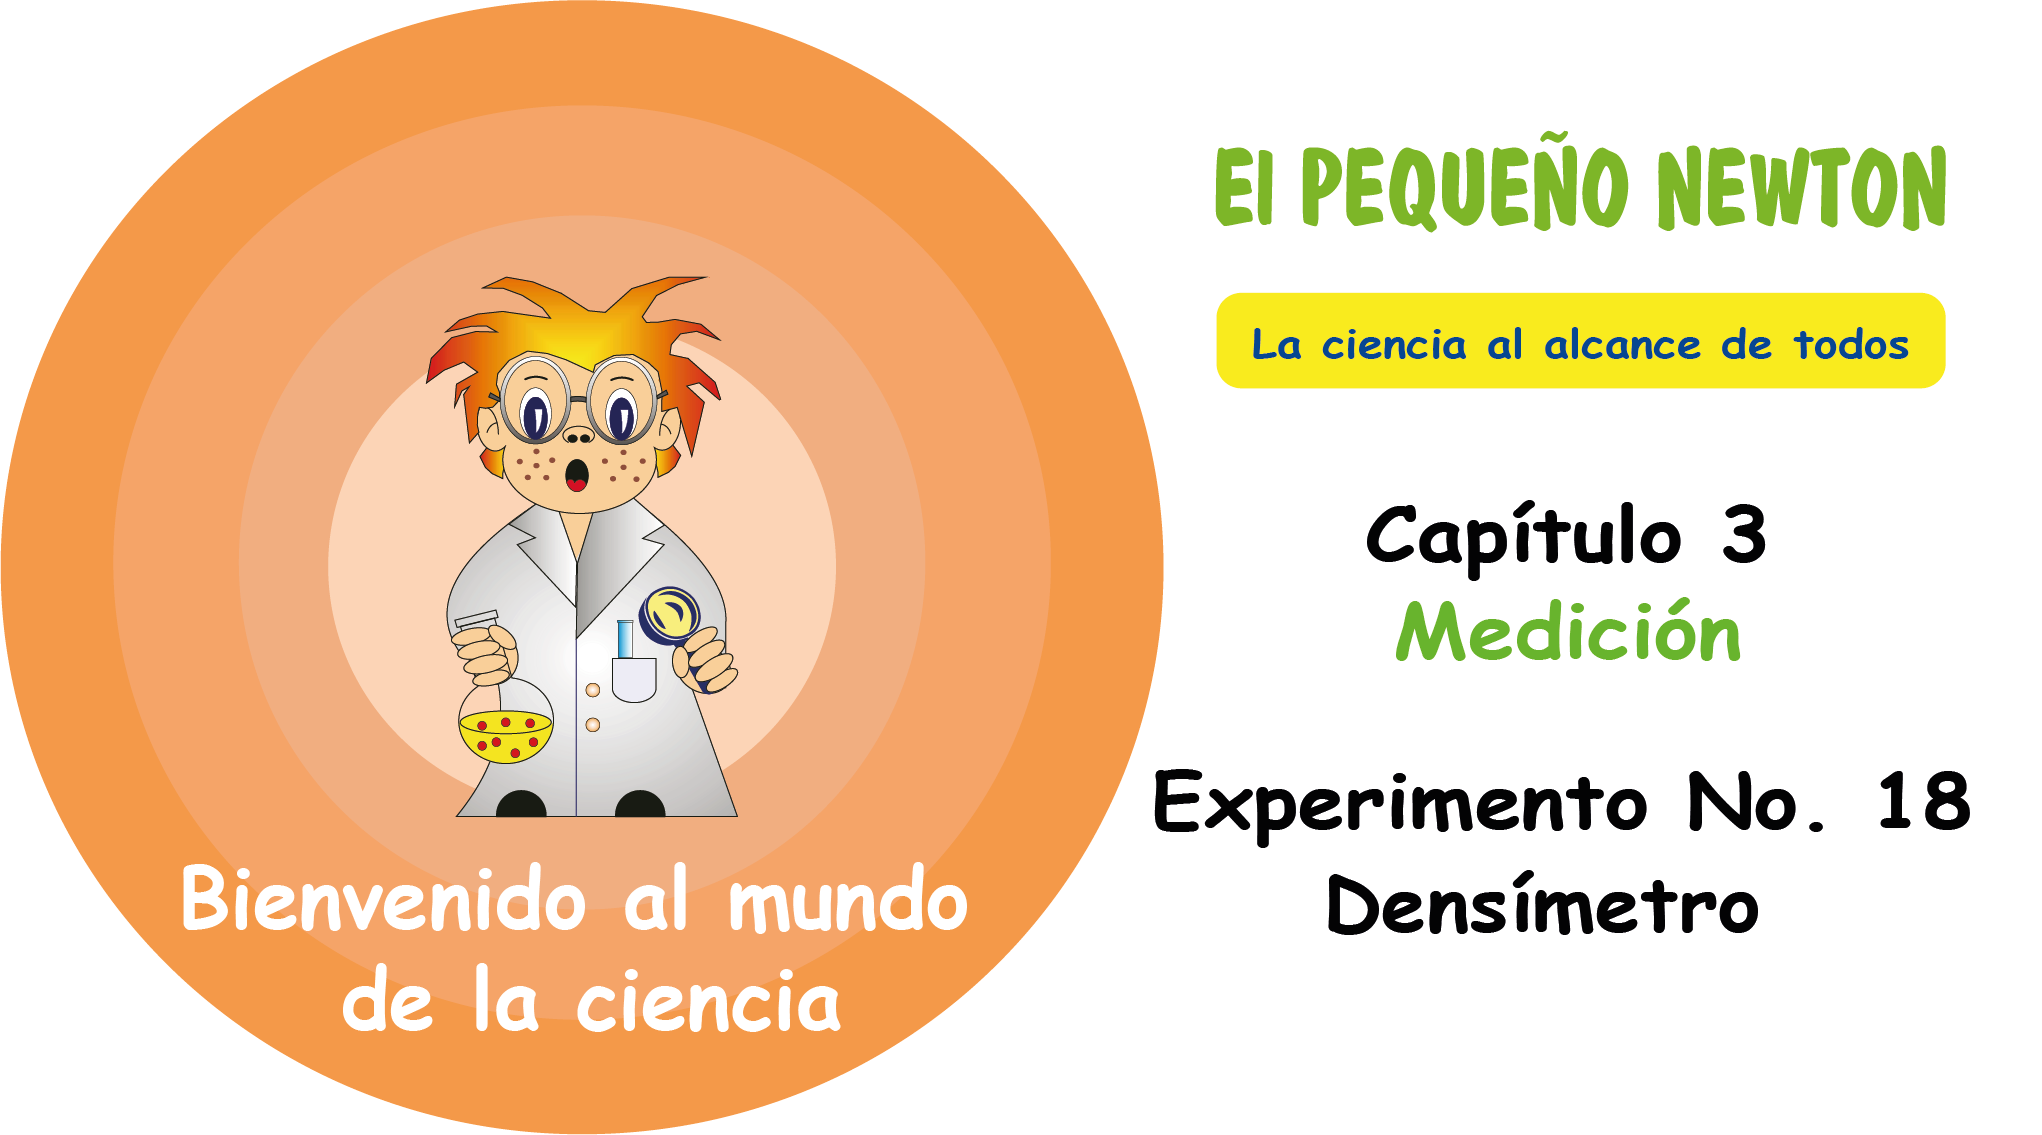 El PEQUEÑO NEWTON
La ciencia al alcance de todos
Capítulo 3
Medición
Experimento No. 18
Densímetro
Bienvenido al mundo
de la ciencia